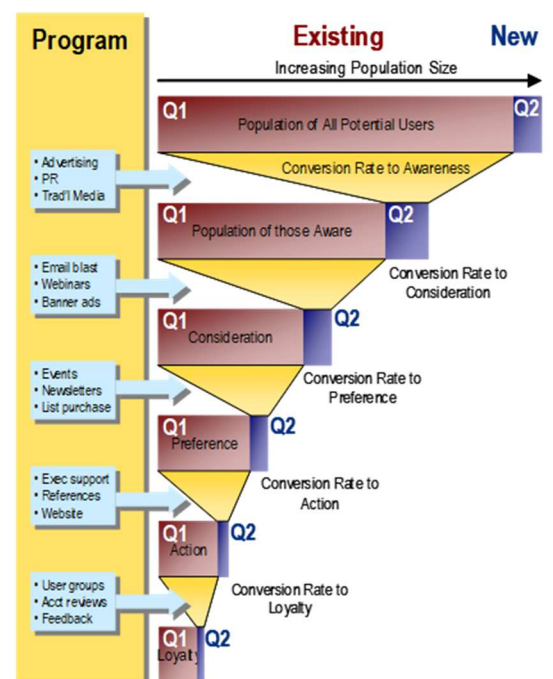 Program
Existing
New
Increasing Population Size
Q1
Q2
Population of All Potential Users
• Advertising
• PR
• Trad'l Media
Conversion Rate to Awareness
Q1
Q2
Population of those Aware
• Email blast
• Webinars
• Banner ads
Conversion Rate to
Consideration
Q1
Q2
Consideration
• Events
• Newsletters
• List purchase
Conversion Rate to
Preference
Q1
Q2
Preference
• Exec support
• References
• Website
Conversion Rate to
Action
Q1
Q2
Action
• User groups
• Acct reviews
• Feedback
Conversion Rate to
Loyalty
Q1
Q2
Loyalty